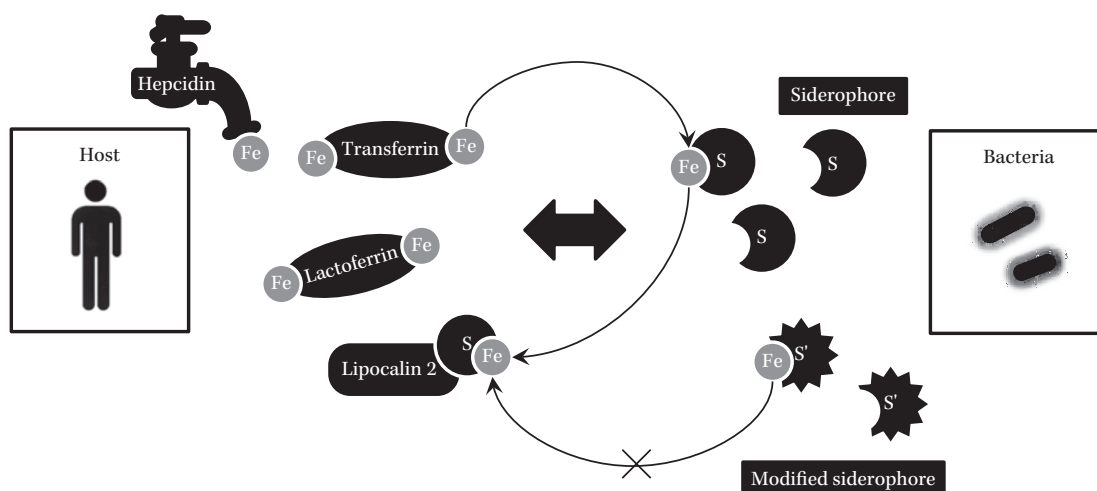 Hepcidin
Fe
Host
Fe
Transferrin
Fe
Siderophore
Fe
S
S
S
Bacteria
Fe
Lactoferrin
Fe
Lipocalin 2
S
Fe
Fe
S'
S'
Modified siderophore